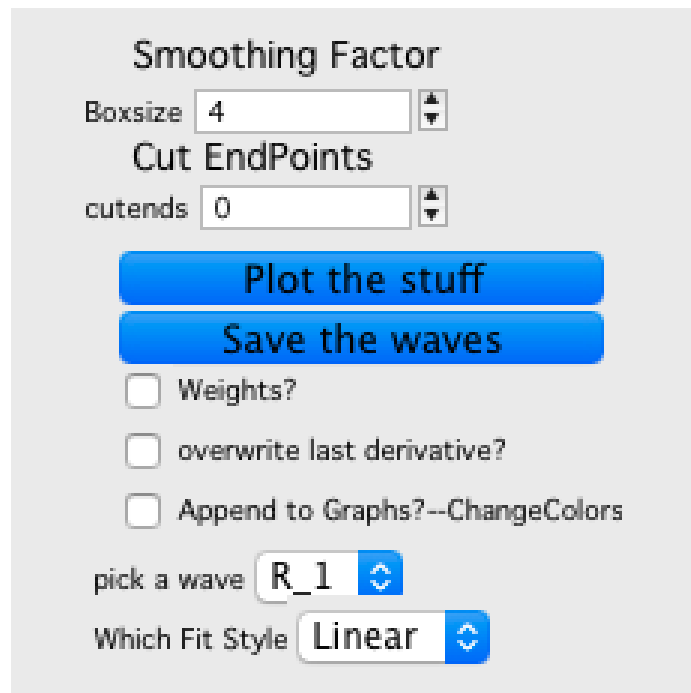 Smoothing Factor
Boxsize 4
Cut EndPoints
cutends 0
Plot the stuff
Save the waves
Weights?
overwrite last derivative?
Append to Graphs?--ChangeColors
pick a wave R_1
Which Fit Style Linear